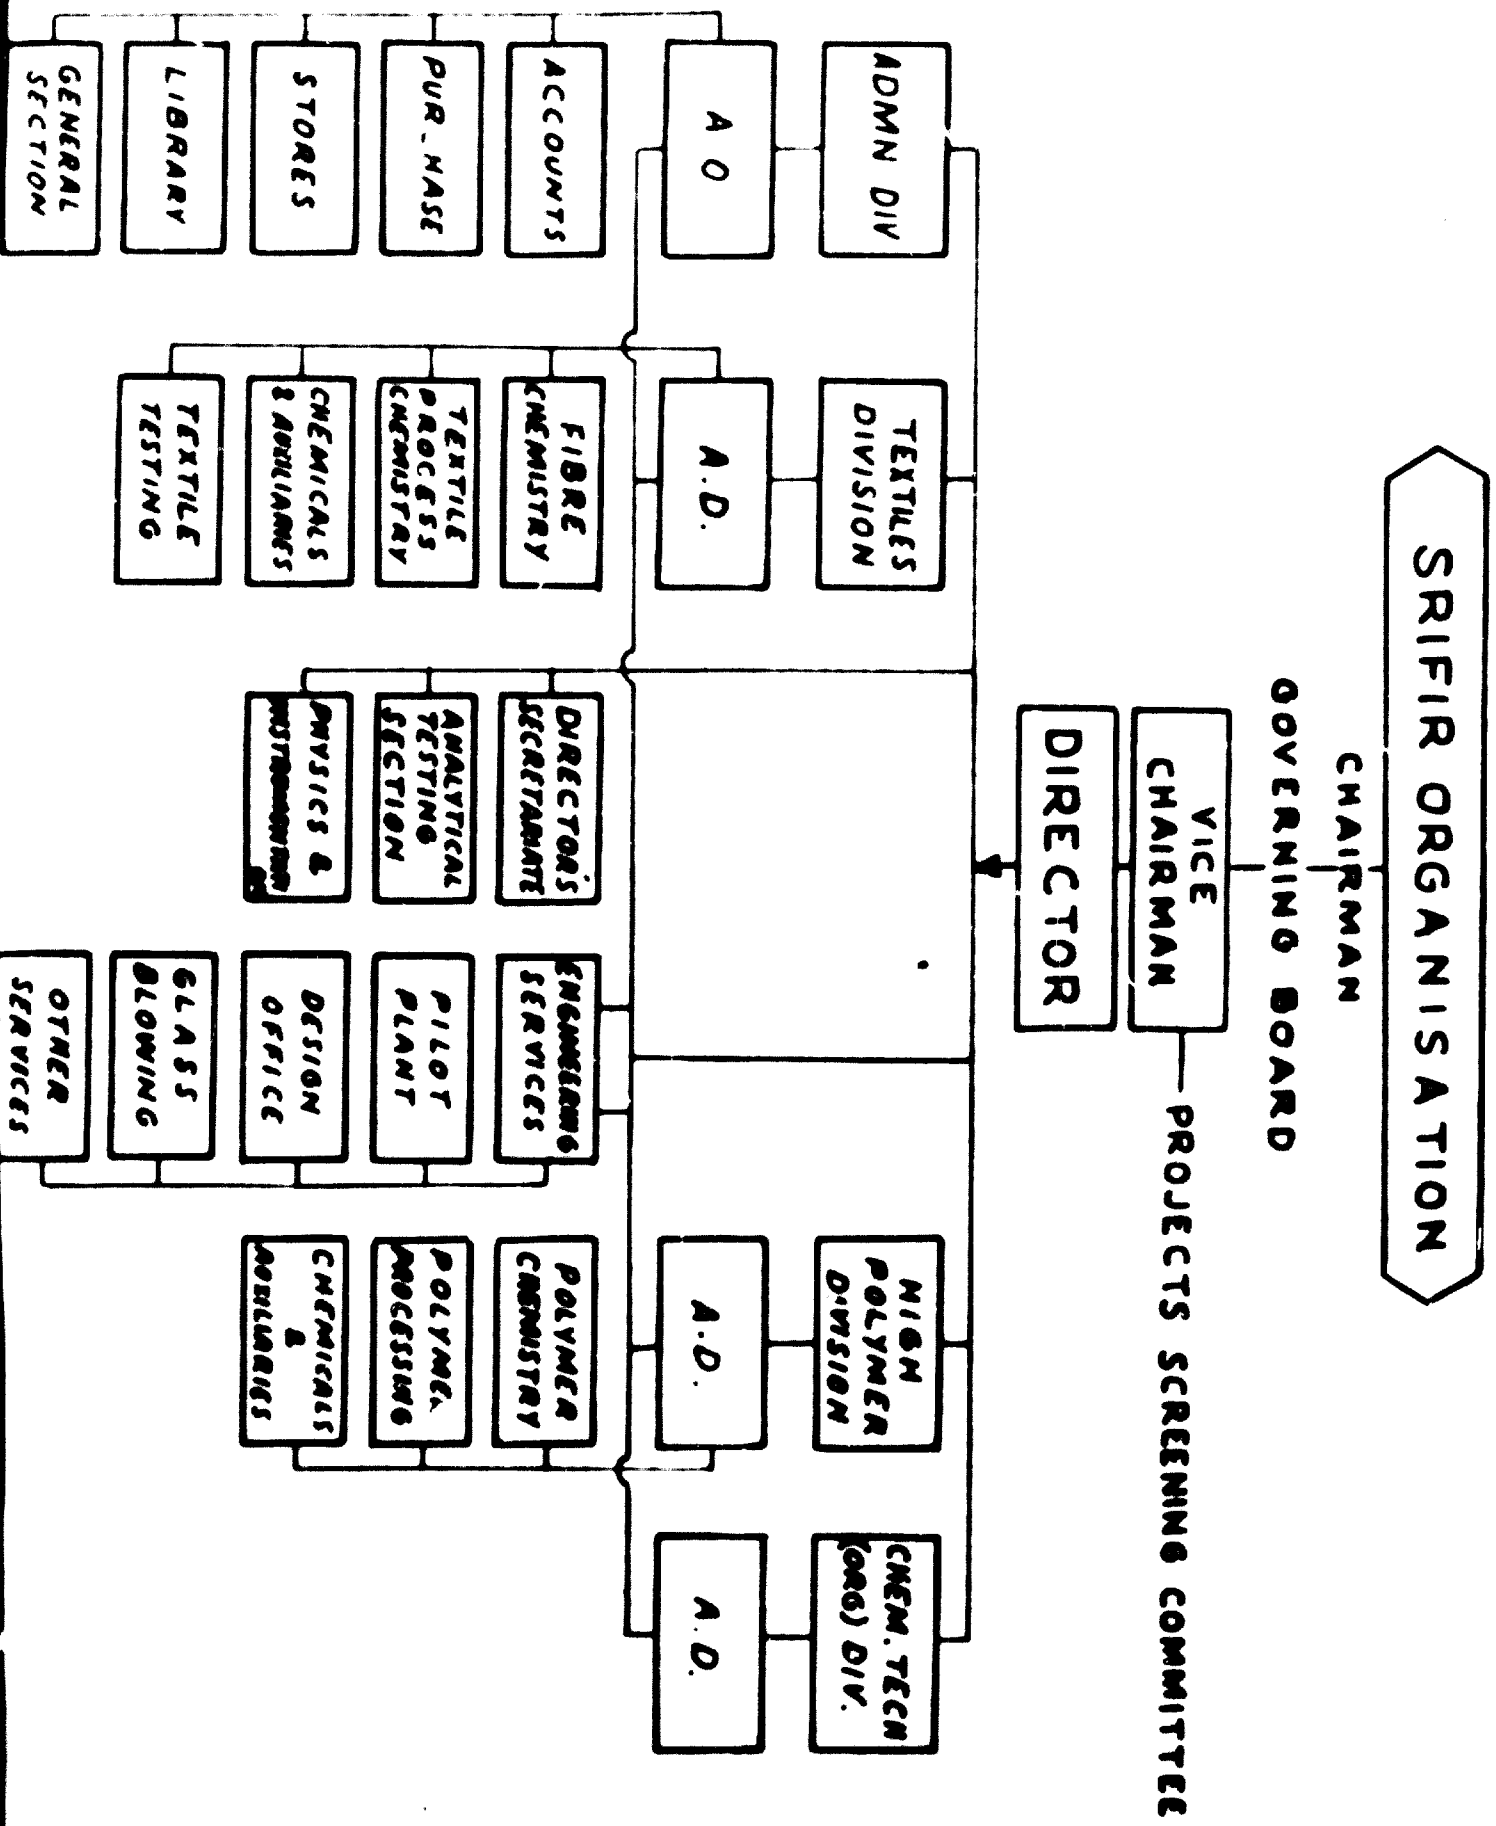 SRIFIR ORGANISATION
CHAIRMAN
GOVERNING BOARD
VICE
CHAIRMAN
PROJECTS SCREENING COMMITTEE
DIRECTOR
ADMN DIV
TEXTILES
DIVISION
HIGH
POLYMER
DIVISION
CHEM. TECH
(ORG) DIV.
A O
A.D.
A.D.
A.D.
ACCOUNTS
PUR_HASE
STORES
LIBRARY
GENERAL
SECTION
FIBRE
CHEMISTRY
TEXTILE
PROCESS
CHEMISTRY
CHEMICALS
& AUXILIARIES
TEXTILE
TESTING
DIRECTOR'S
SECRETARIATE
ANALYTICAL
TESTING
SECTION
PHYSICS &
ENGINEERING
SERVICES
PILOT
PLANT
DESIGN
OFFICE
GLASS
BLOWING
OTHER
SERVICES
POLYMER
CHEMISTRY
POLYMER
PROCESSING
CHEMICALS
&
AUXILIARIES